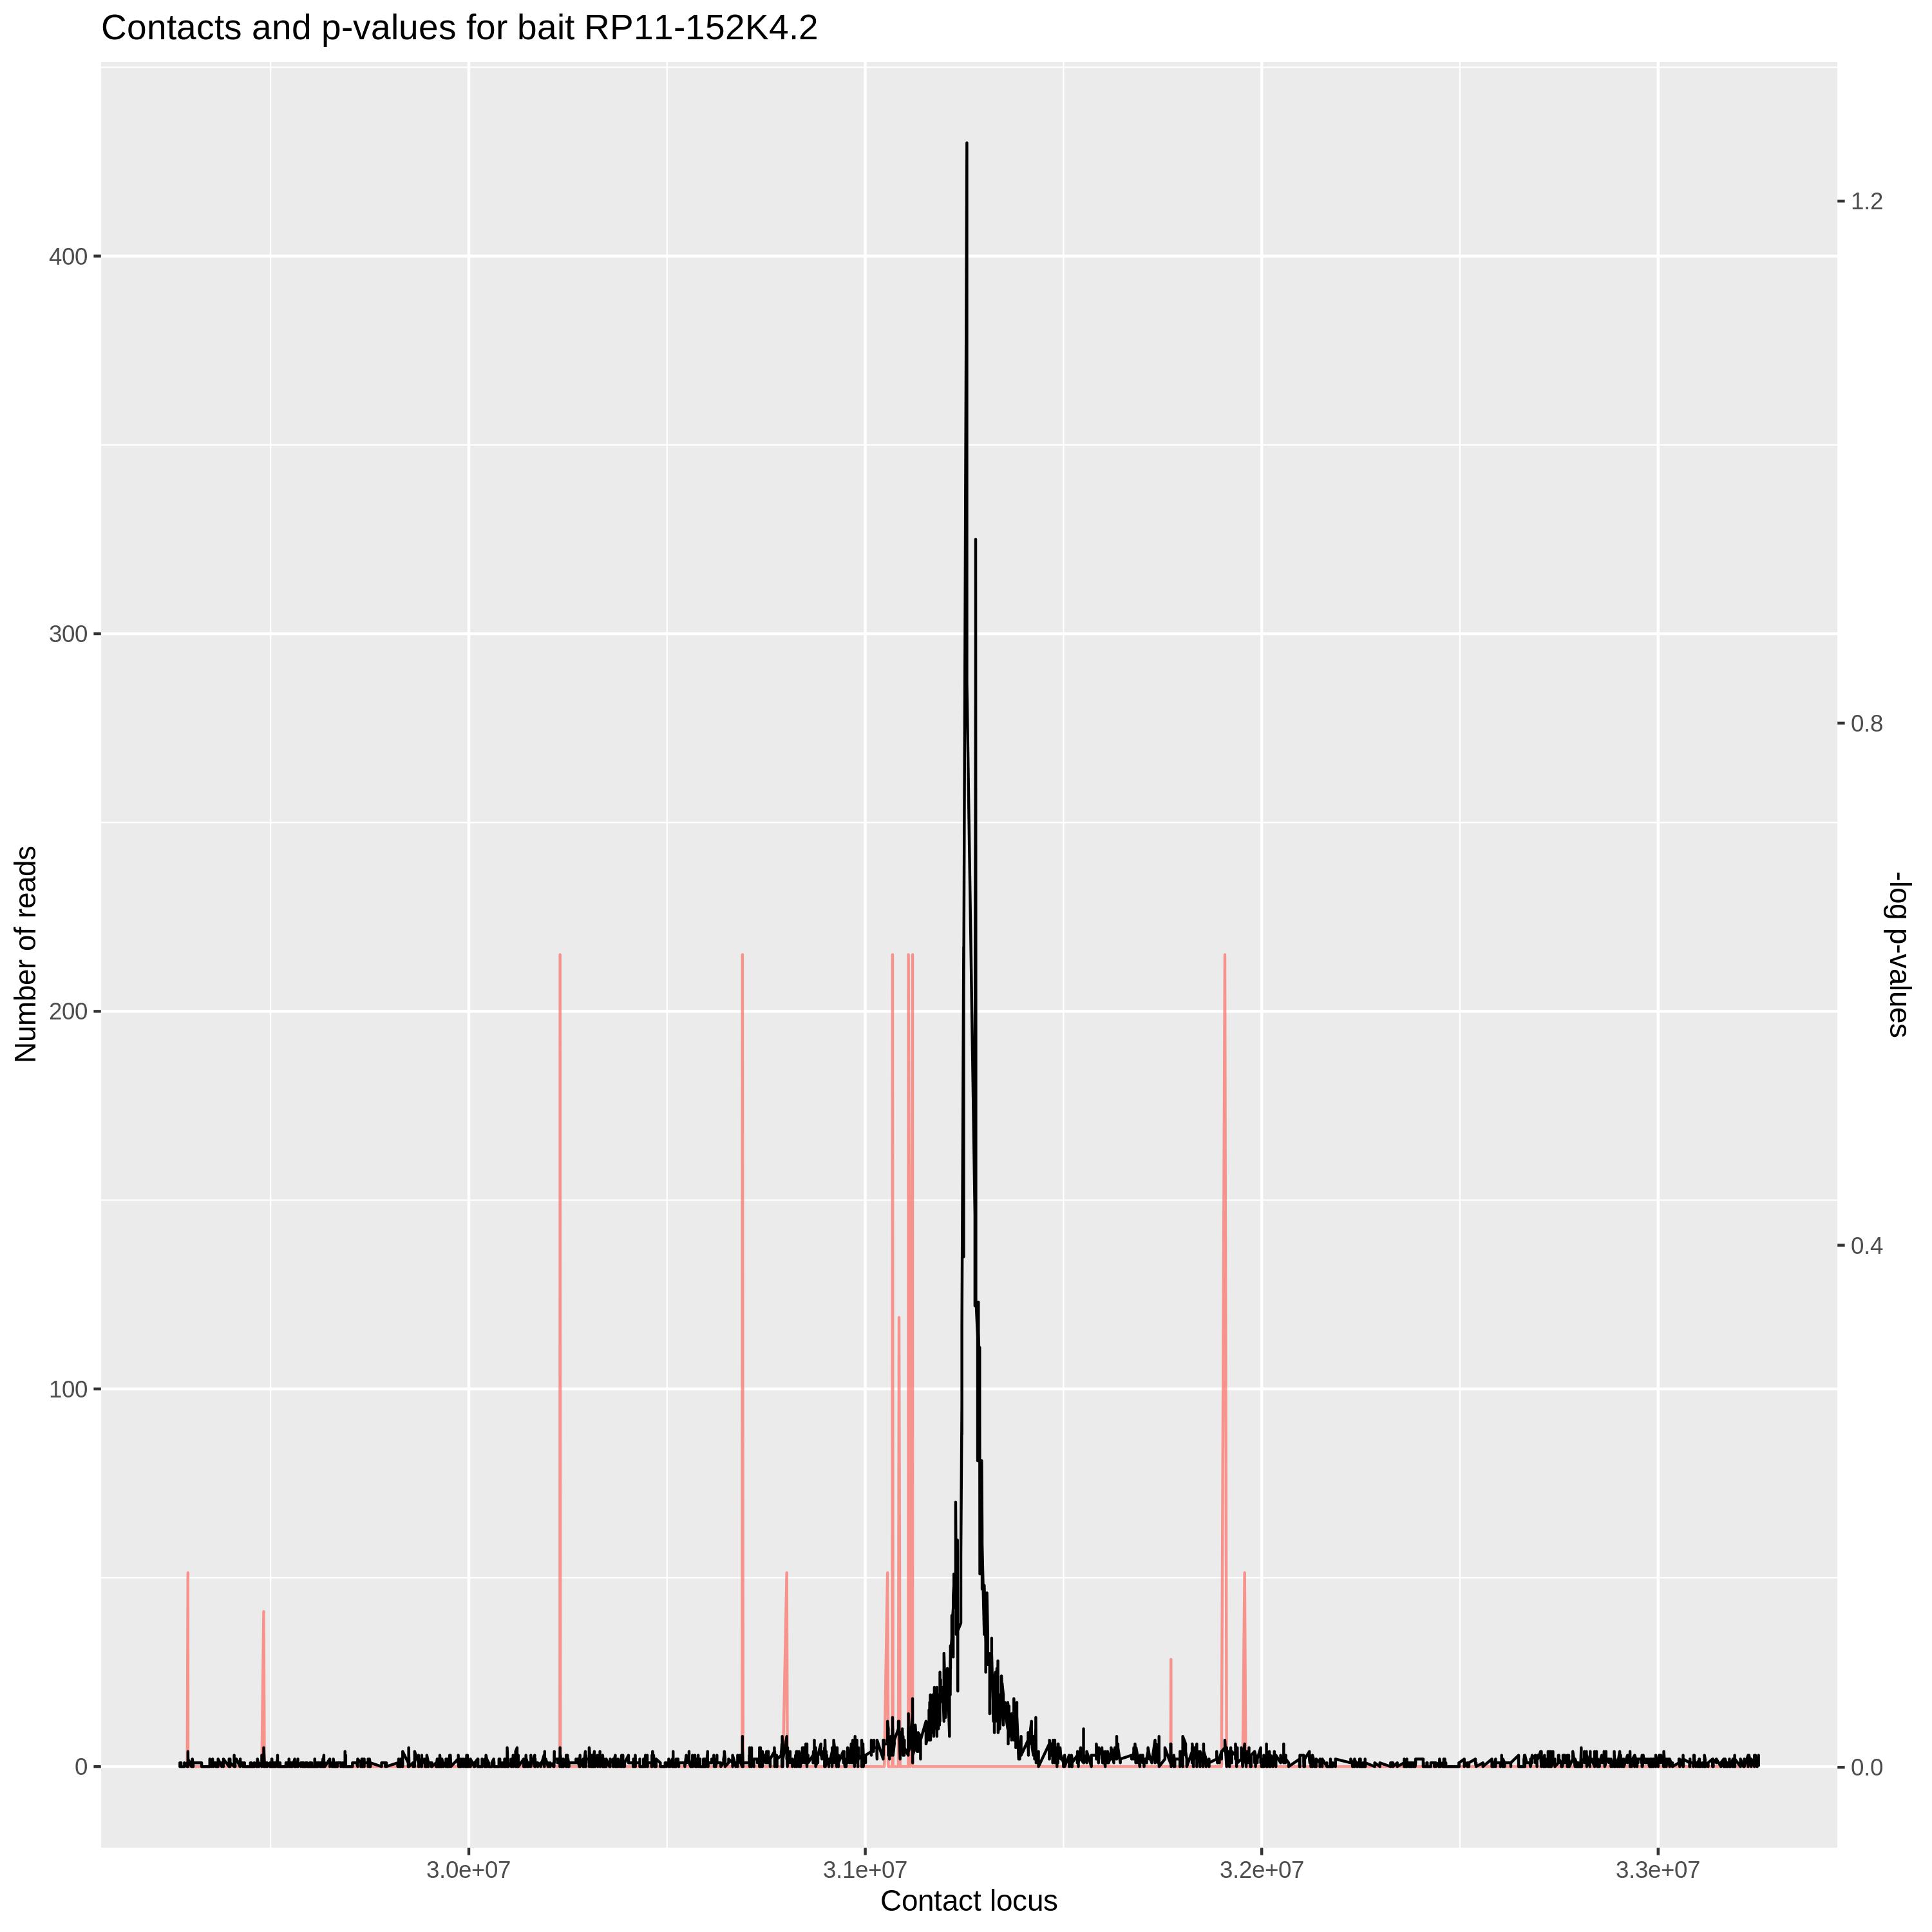 Contacts and p-values for bait RP11-152K4.2
Number of reads
400
300
200
100
0
1.2
0.8
0.4
0.0
-log p-values
3.0e+07 3.1e+07 3.2e+07 3.3e+07
Contact locus